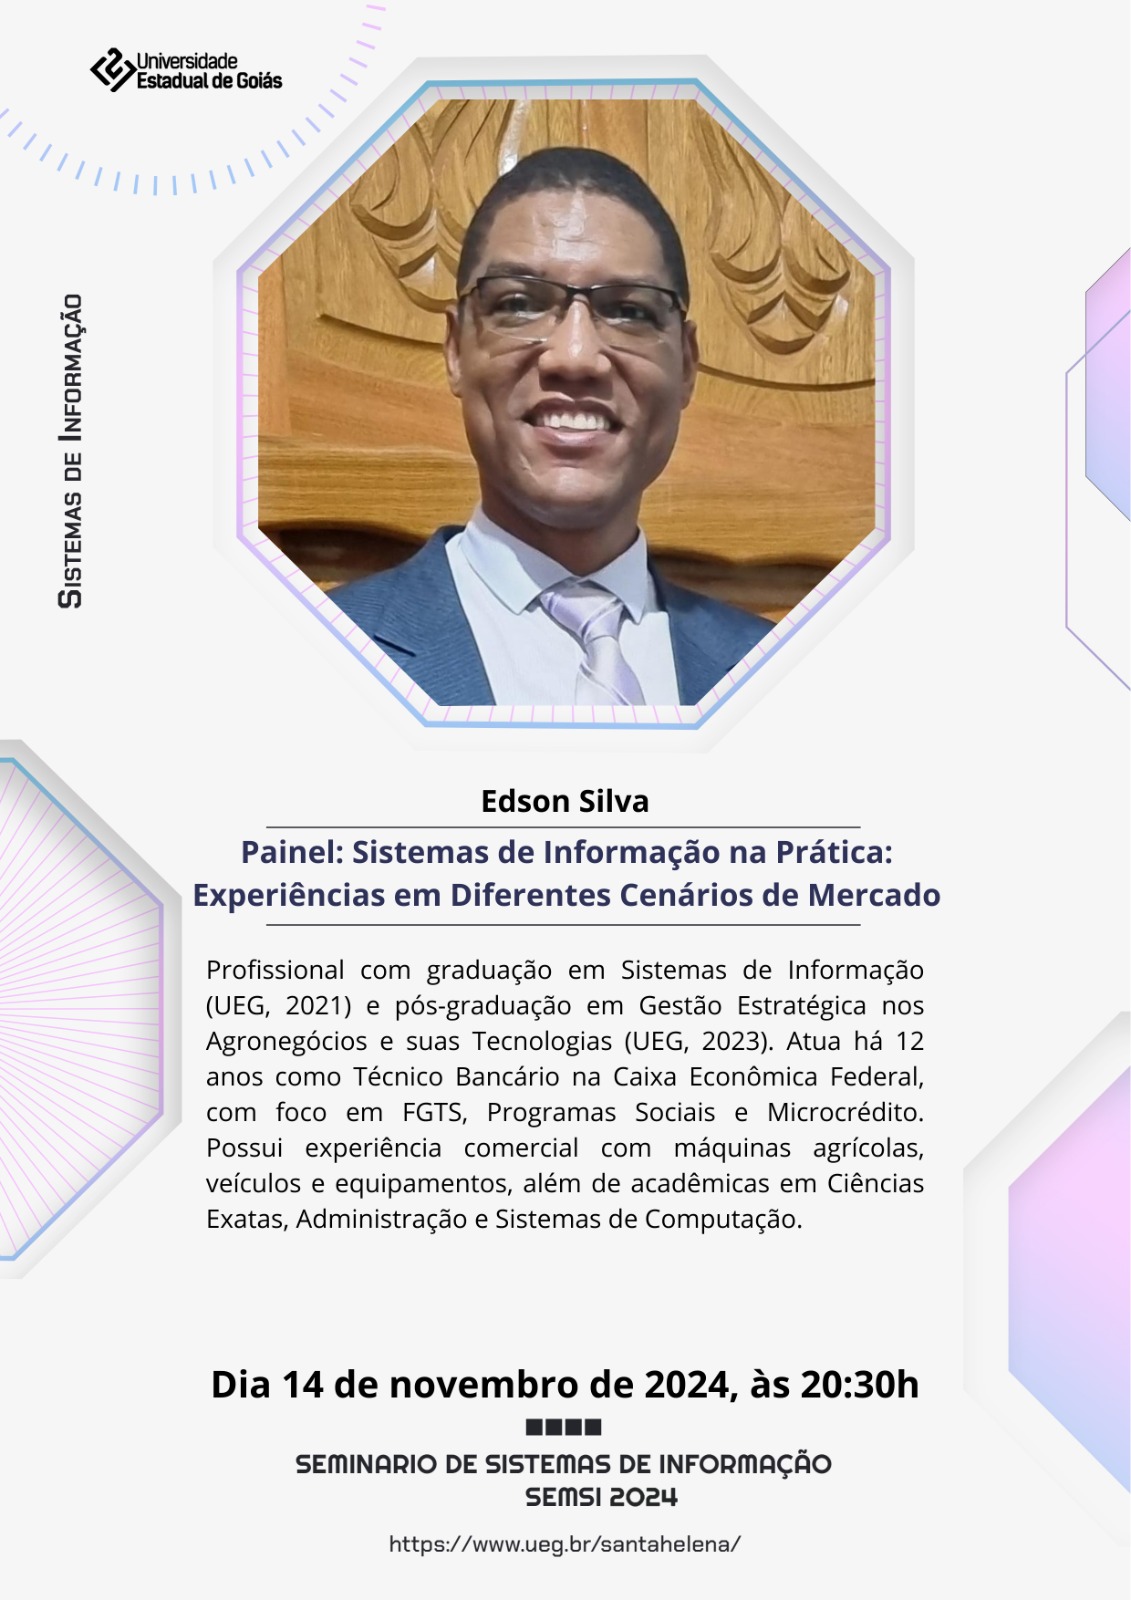 Universidade
Estadual de Goiás
Sistemas de Informação
Edson Silva
Painel: Sistemas de Informação na Prática:
Experiências em Diferentes Cenários de Mercado
Profissional com graduação em Sistemas de Informação
(UEG, 2021) e pós-graduação em Gestão Estratégica nos
Agronegócios e suas Tecnologias (UEG, 2023). Atua há 12
anos como Técnico Bancário na Caixa Econômica Federal,
com foco em FGTS, Programas Sociais e Microcrédito.
Possui experiência comercial com máquinas agrícolas,
veículos e equipamentos, além de acadêmicas em Ciências
Exatas, Administração e Sistemas de Computação.
Dia 14 de novembro de 2024, às 20:30h
SEMINARIO DE SISTEMAS DE INFORMAÇÃO
SEMSI 2024
https://www.ueg.br/santahelena/